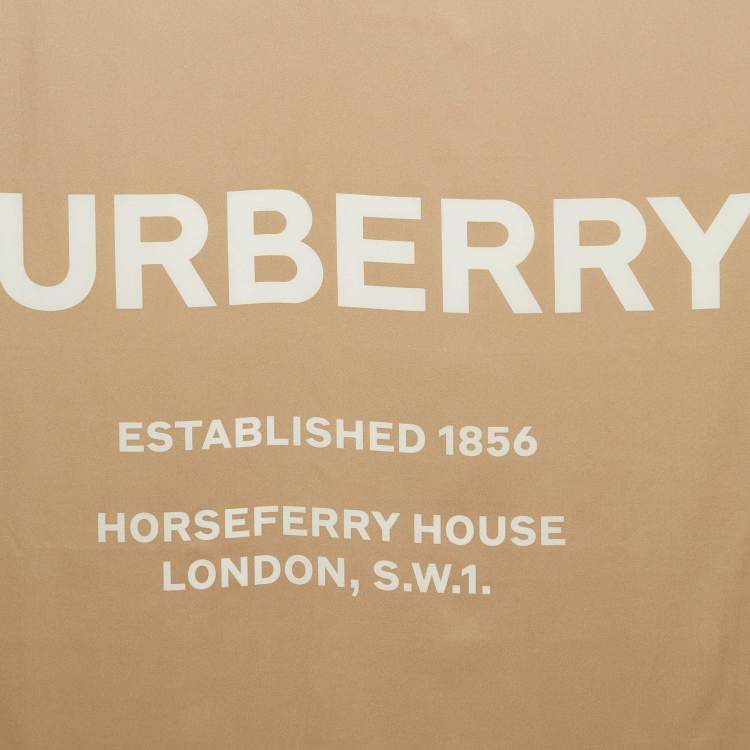 URBERRY
ESTABLISHED 1856
HORSEFERRY HOUSE
LONDON, S.W.1.